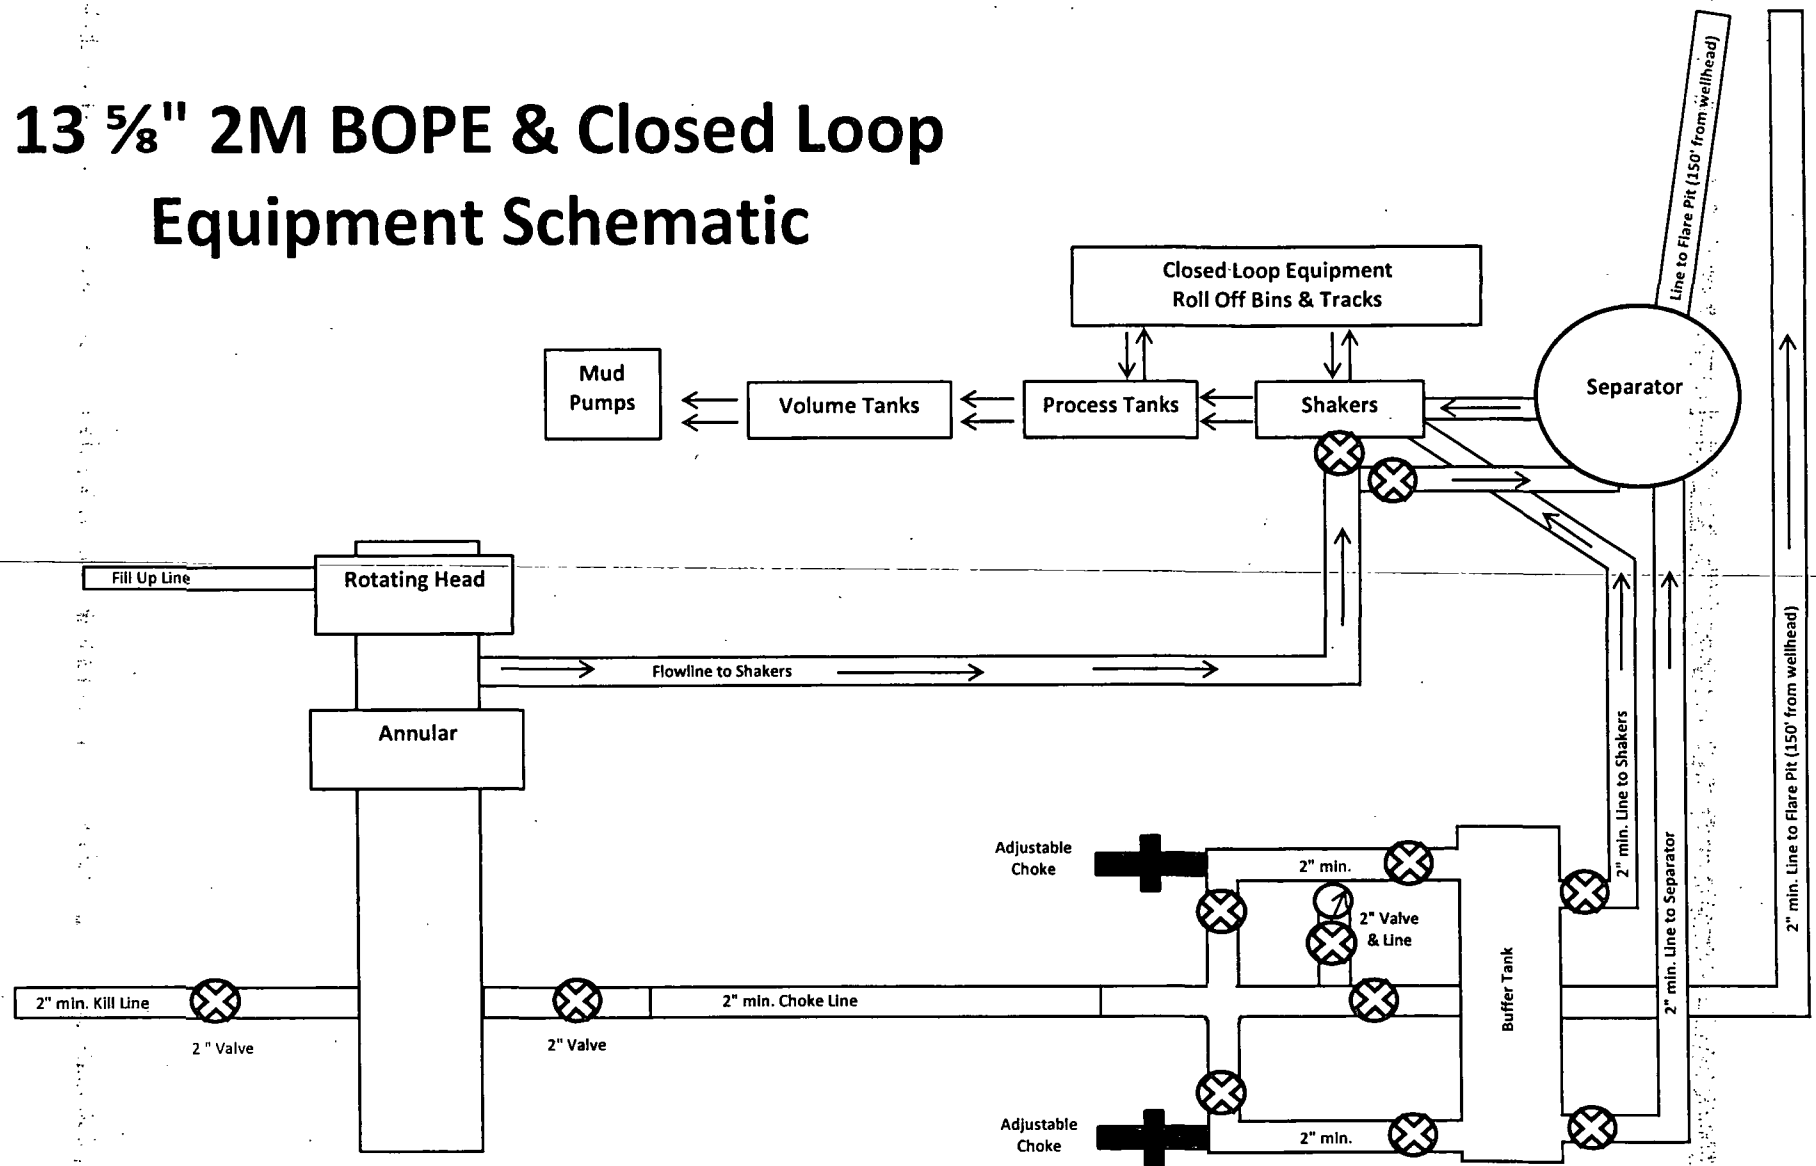 13 ⅝" 2M BOPE & Closed Loop
Equipment Schematic
Line to Flare Pit (150' from wellhead)
Closed Loop Equipment
Roll Off Bins & Tracks
Mud
Pumps
Volume Tanks
Process Tanks
Shakers
Separator
Fill Up Line
Rotating Head
Flowline to Shakers
Annular
2" min. Line to Shakers
2" min. Line to Separator
2" min. Line to Flare Pit (150' from wellhead)
Adjustable
Choke
2" min.
2" Valve
& Line
Buffer Tank
2" min. Kill Line
2 " Valve
2" Valve
2" min. Choke Line
Adjustable
Choke
2" min.